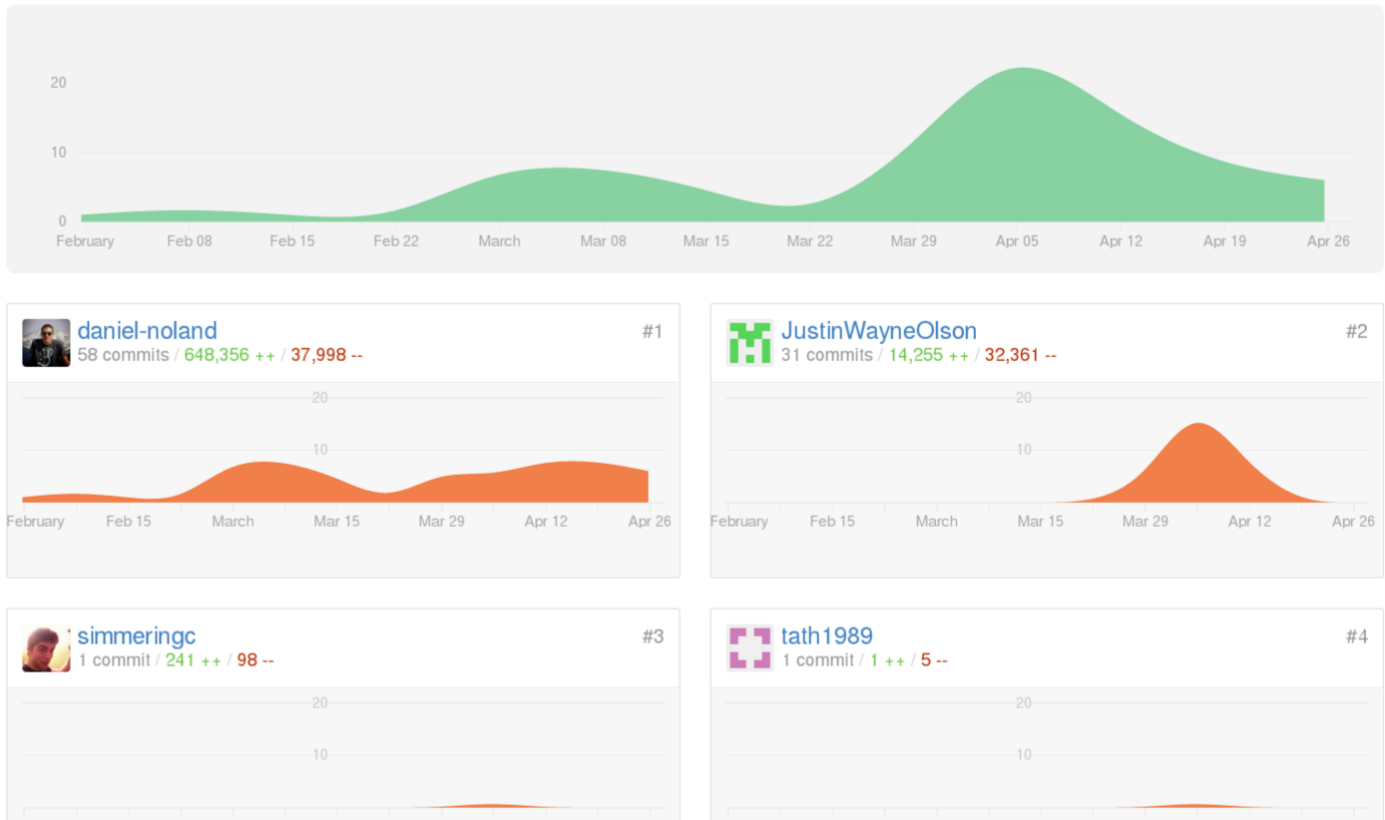 20
10
0
February Feb 08 Feb 15 Feb 22 March Mar 08 Mar 15 Mar 22 Mar 29 Apr 05 Apr 12 Apr 19 Apr 26
daniel-noland #1
58 commits / 648,356 ++ / 37,998 --
20
10
February Feb 15 March Mar 15 Mar 29 Apr 12 Apr 26
JustinWayneOlson #2
31 commits / 14,255 ++ / 32,361 --
20
10
February Feb 15 March Mar 15 Mar 29 Apr 12 Apr 26
simmeringc #3
1 commit / 241 ++ / 98 --
20
10
tath1989 #4
1 commit / 1 ++ / 5 --
20
10